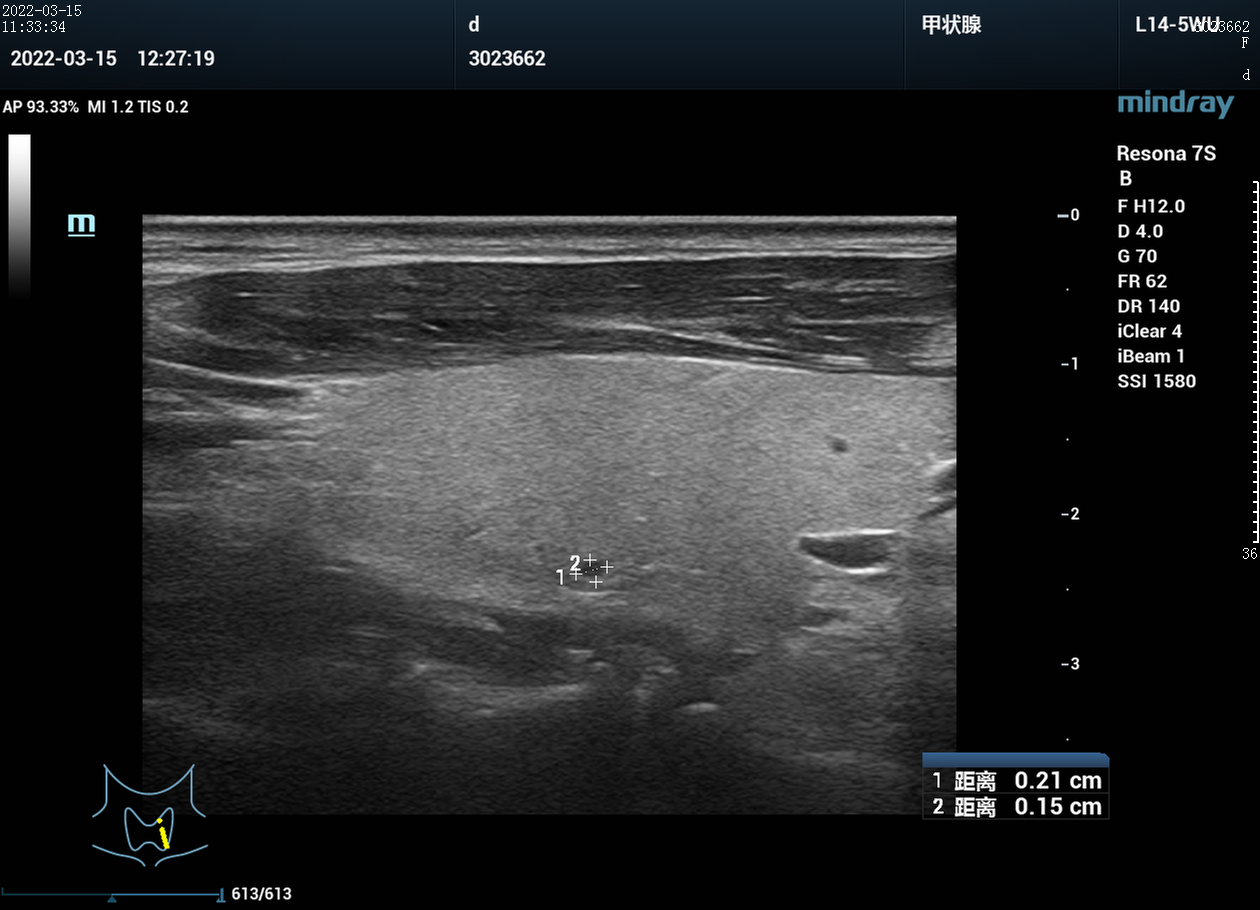 2022-03-15
11:33:34
2022-03-15 12:27:19
d
3023662
甲状腺
L14-5WU
3023662
F
d
AP 93.33% MI 1.2 TIS 0.2
mindray
Resona 7S
B
F H12.0
D 4.0
G 70
FR 62
DR 140
iClear 4
iBeam 1
SSI 1580
m
0
-1
-2
-3
36
2
1
1 距离 0.21 cm
2 距离 0.15 cm
613/613